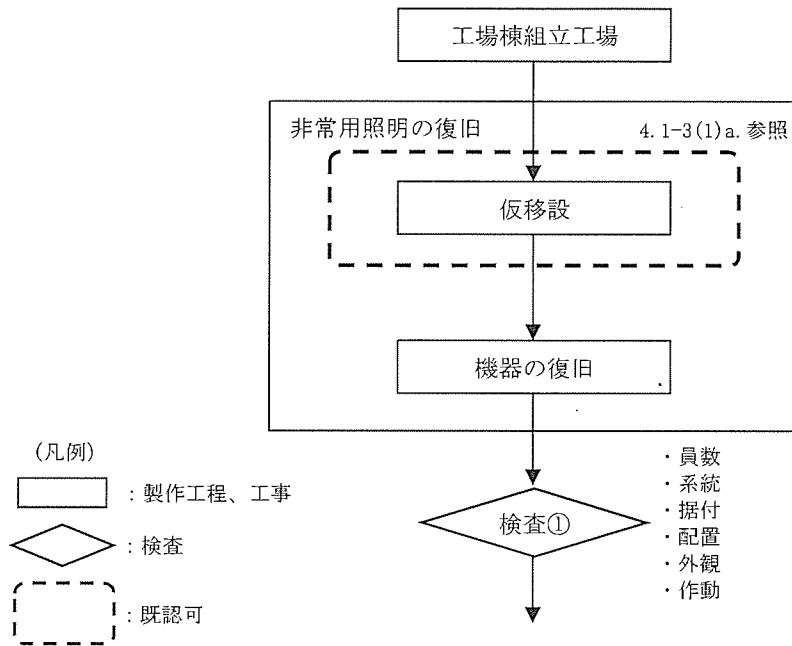 工場棟組立工場
非常用照明の復旧 4.1-3(1)a.参照
仮移設
機器の復旧
検査①
・員数
・系統
・据付
・配置
・外観
・作動
(凡例)
：製作工程、工事
：検査
：既認可